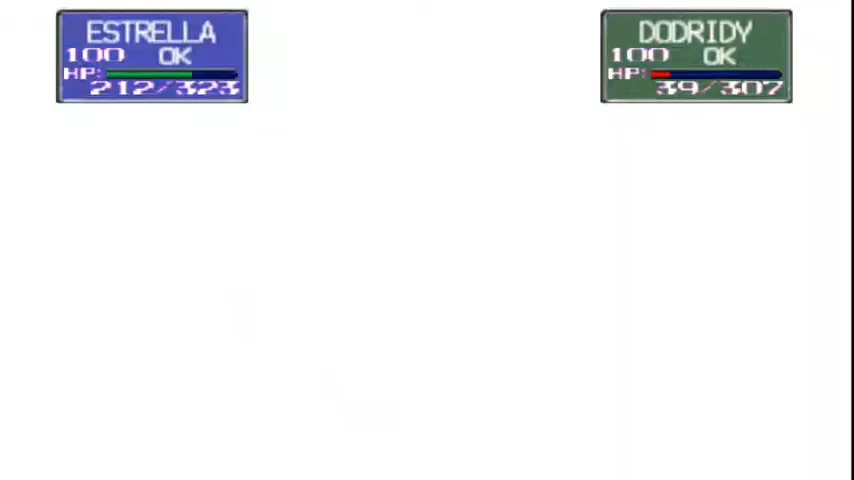 ESTRELLA
100 OK
HP:
212/323
DODRIDY
100 OK
HP:
39/307